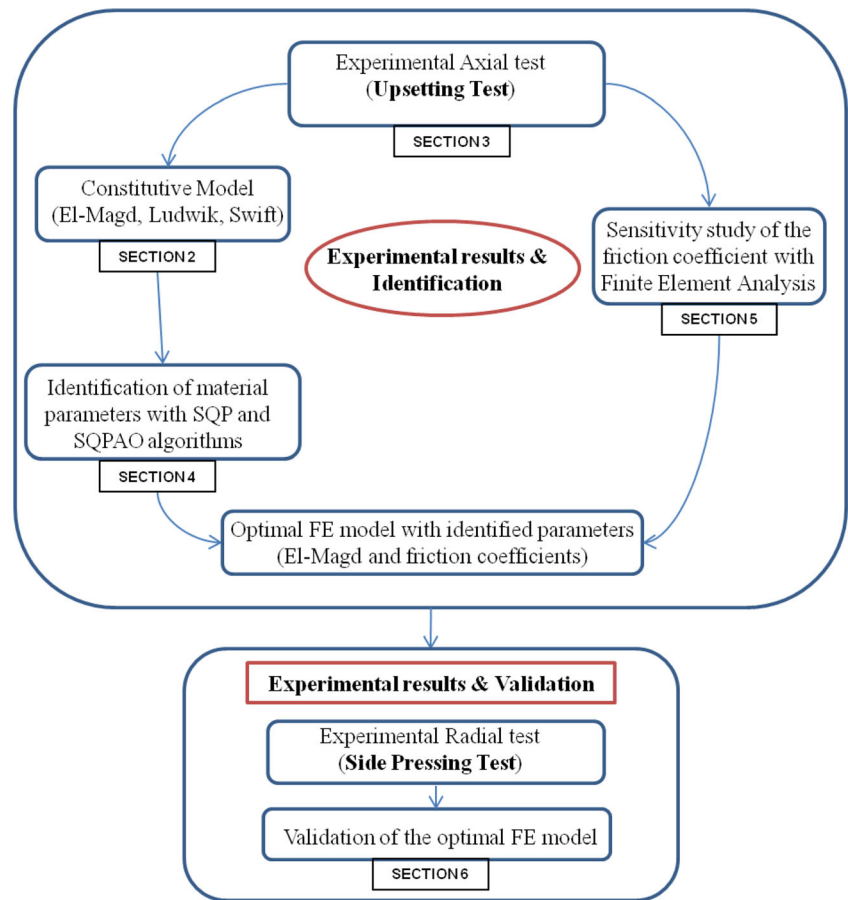 Experimental Axial test
(Upsetting Test)
SECTION 3
Constitutive Model
(El-Magd, Ludwik, Swift)
SECTION 2
Experimental results &
Identification
Sensitivity study of the
friction coefficient with
Finite Element Analysis
SECTION 5
Identification of material
parameters with SQP and
SQPAO algorithms
SECTION 4
Optimal FE model with identified parameters
(El-Magd and friction coefficients)
Experimental results & Validation
Experimental Radial test
(Side Pressing Test)
Validation of the optimal FE model
SECTION 6